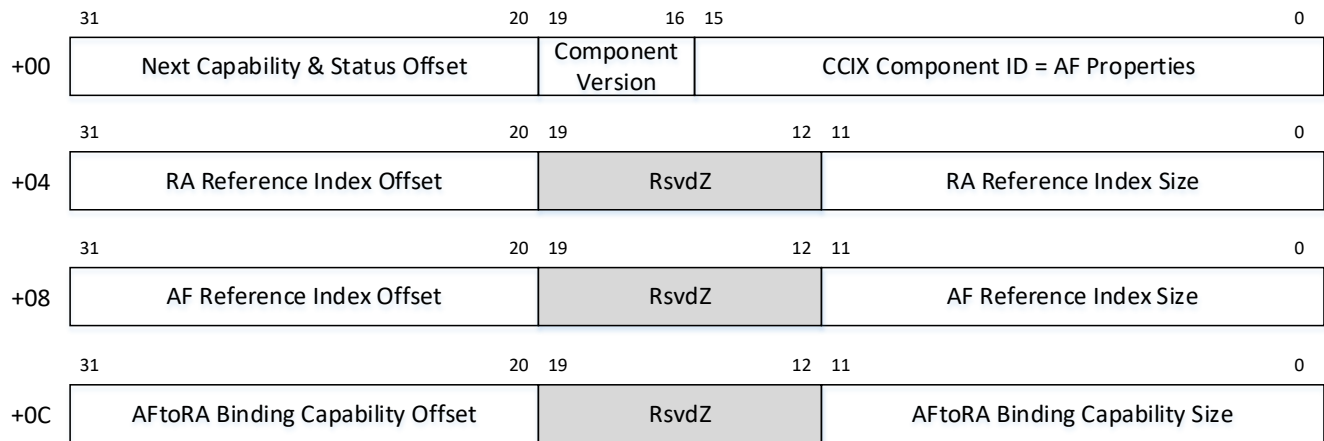 31 20 19 16 15 0
+00 Next Capability & Status Offset Component Version CCIX Component ID = AF Properties
31 20 19 12 11 0
+04 RA Reference Index Offset RsvdZ RA Reference Index Size
31 20 19 12 11 0
+08 AF Reference Index Offset RsvdZ AF Reference Index Size
31 20 19 12 11 0
+0C AFtoRA Binding Capability Offset RsvdZ AFtoRA Binding Capability Size